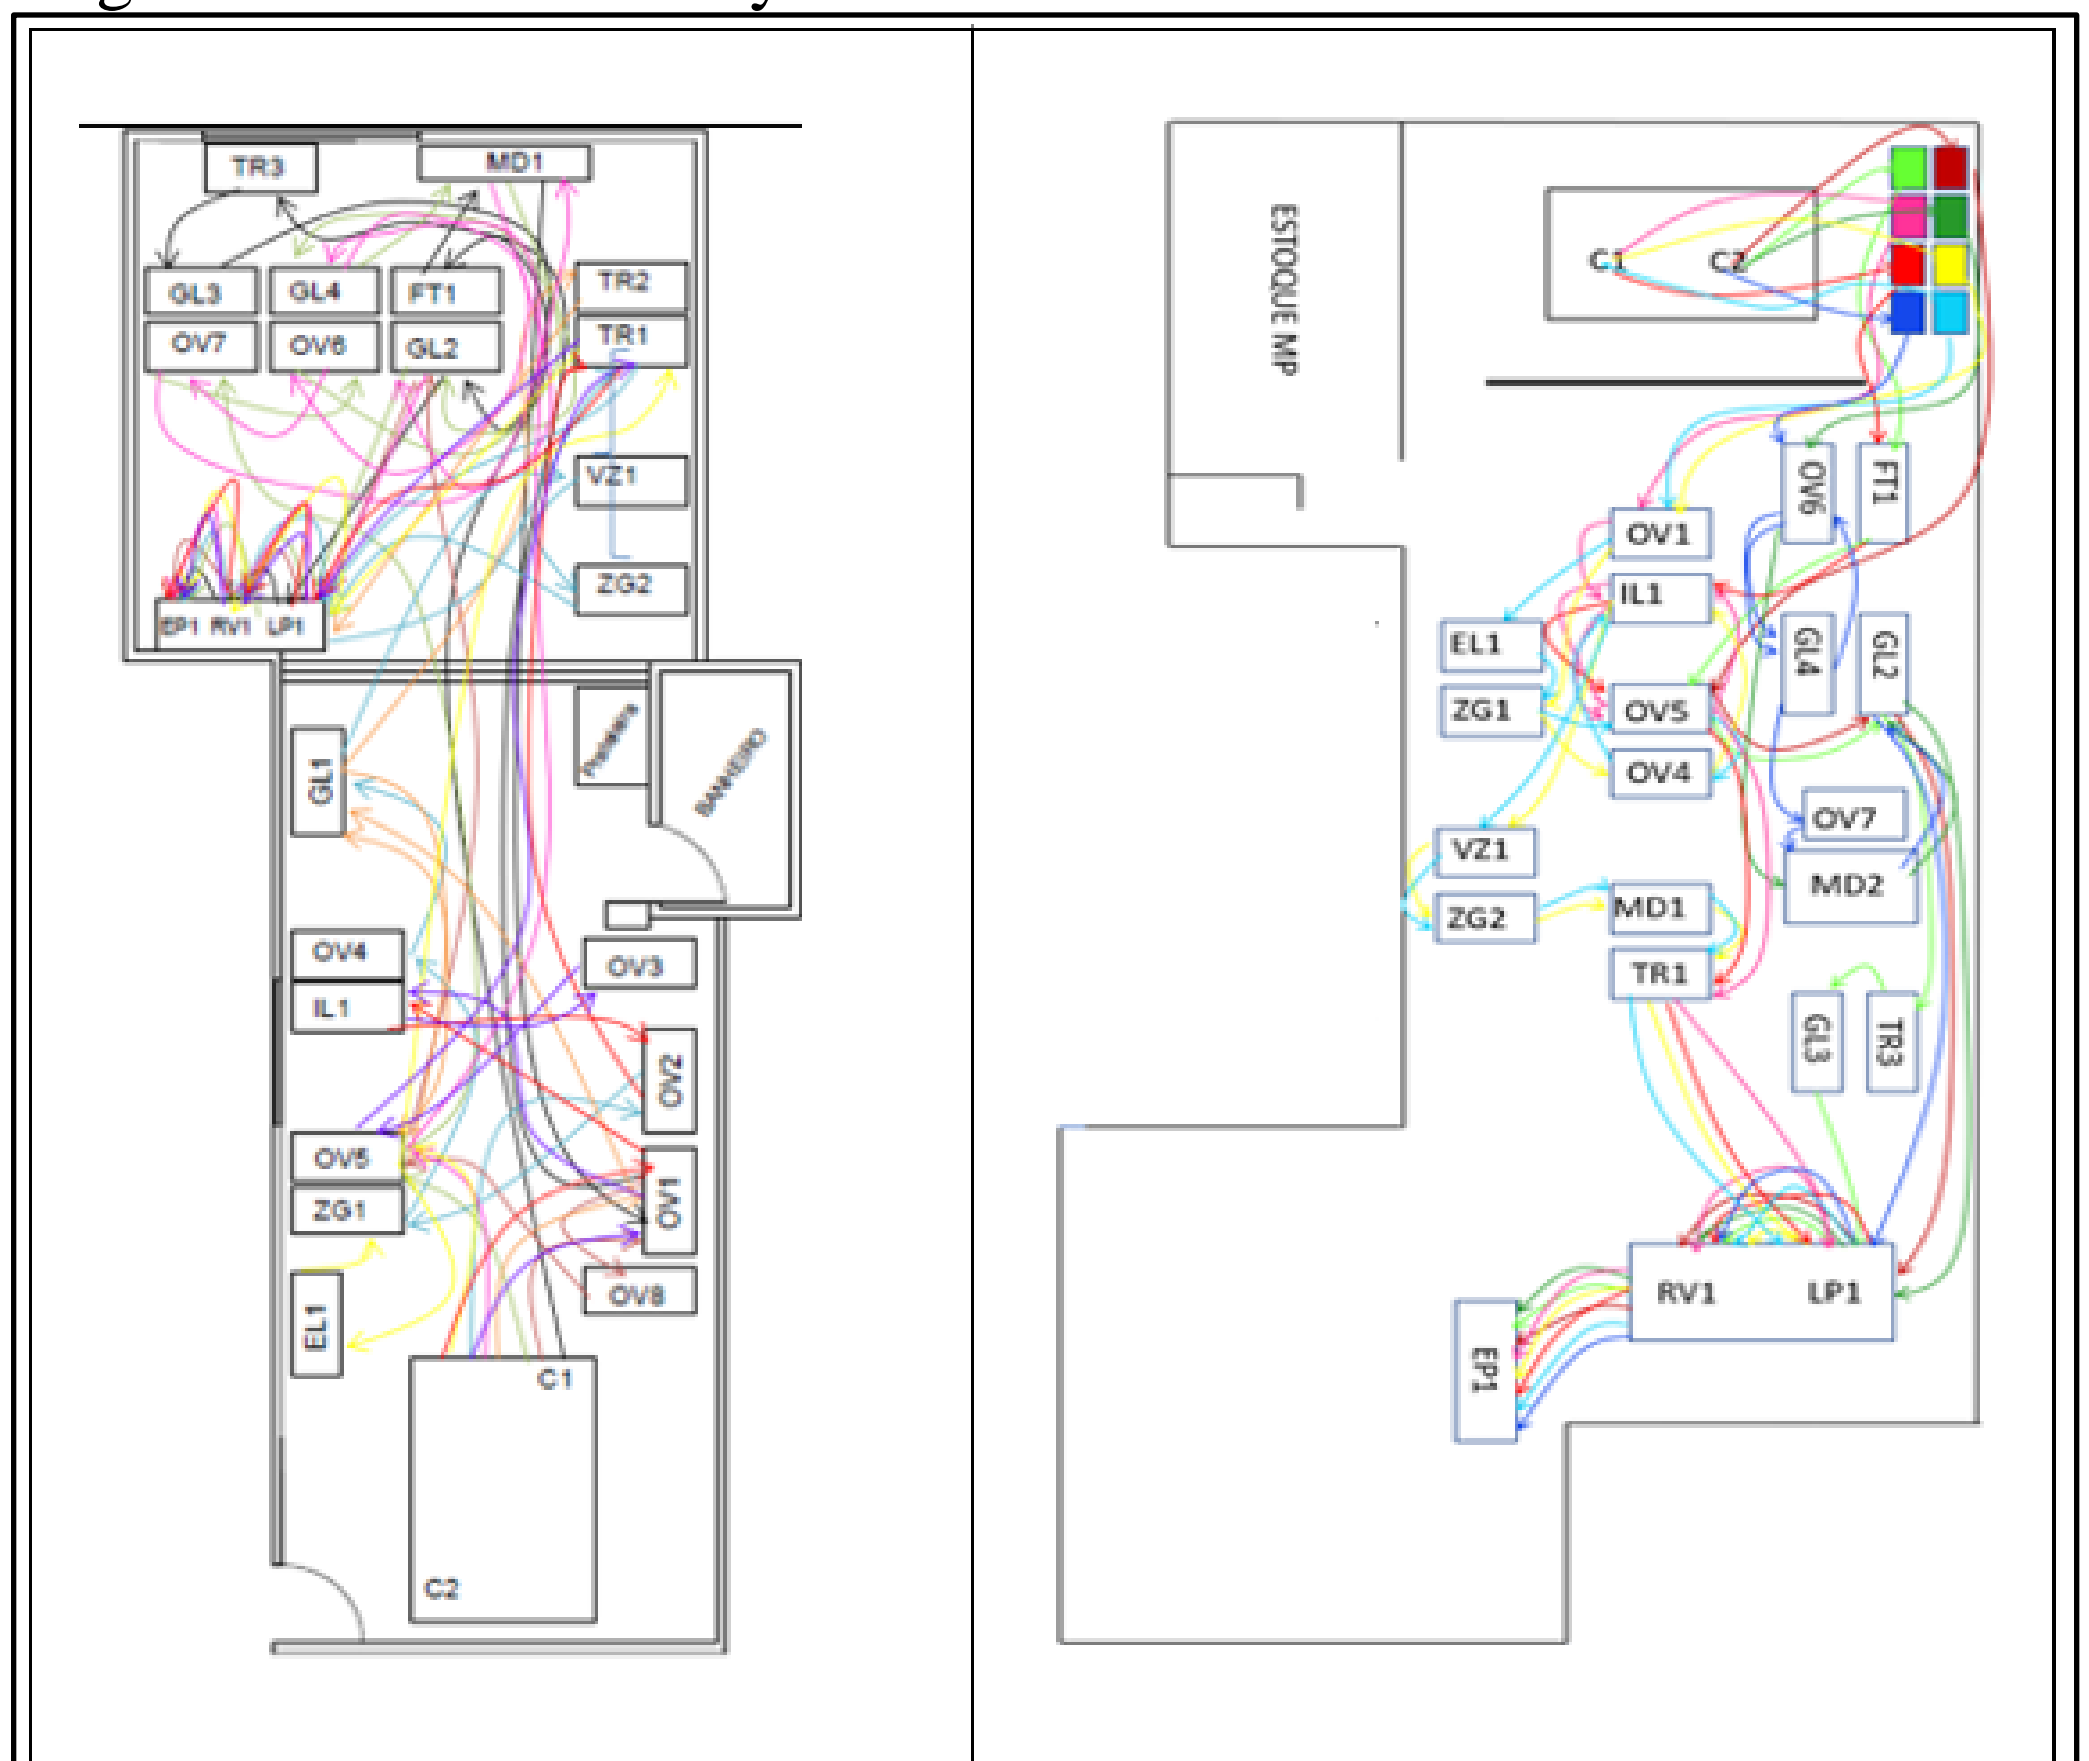 TR3
MD1
GL3
GL4
FT1
TR2
OV7
OV6
GL2
TR1
VZ1
ZG2
EP1 RV1 LP1
GL1
BANHEIRO
OV4
OV3
IL1
OV2
OV5
ZG1
OV1
EL1
OV8
C1
C2
ESTOQUE MP
C1
C2
OV6
FT1
OV1
IL1
EL1
GL4
GL2
ZG1
OV5
OV4
OV7
VZ1
MD2
ZG2
MD1
TR1
GL3
TR3
RV1
LP1
EP1